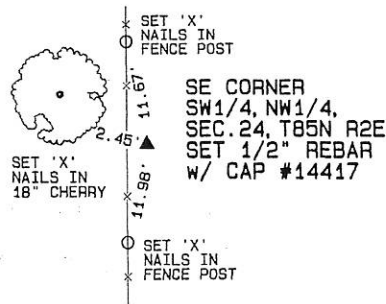 SET 'X'
NAILS IN
FENCE POST
11.67'
SE CORNER
SW1/4, NW1/4,
SEC.24, T85N R2E
SET 1/2" REBAR
W/ CAP #14417
2.45'
SET 'X'
NAILS IN
18" CHERRY
11.98'
SET 'X'
NAILS IN
FENCE POST